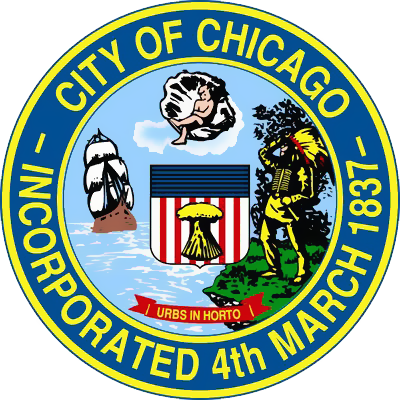 CITY OF CHICAGO
– INCORPORATED 4th MARCH 1837 –
URBS IN HORTO